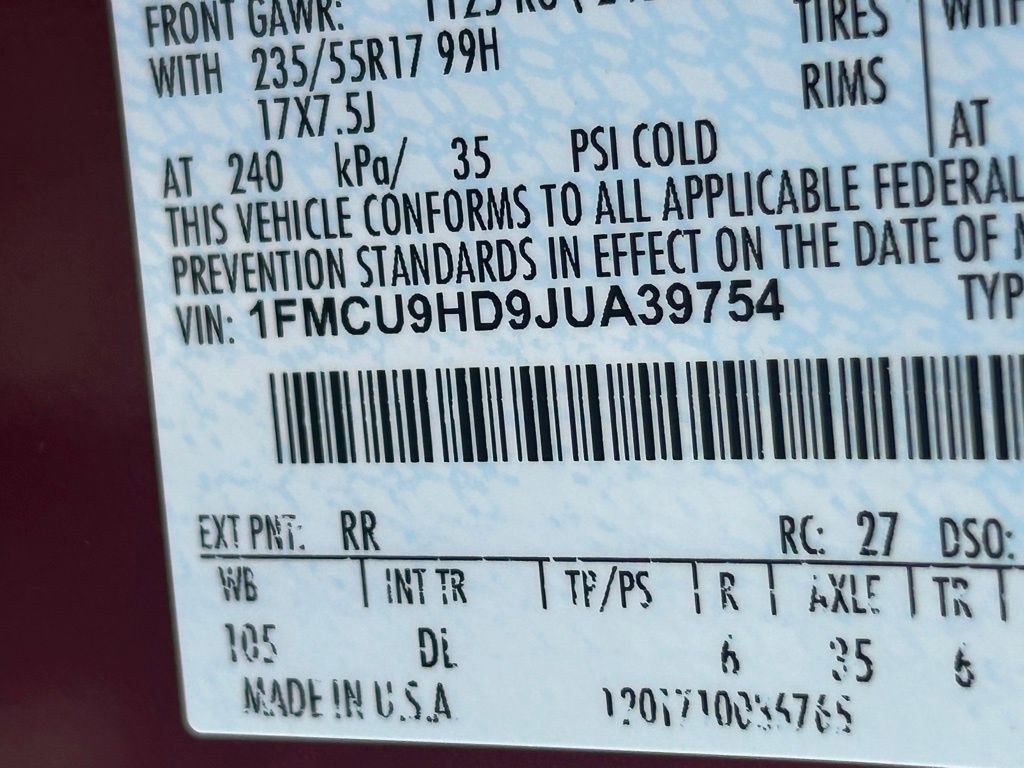 FRONT GAWR: TIRES WITH
WITH 235/55R17 99H RIMS
17X7.5J AT
AT 240 kPa/ 35 PSI COLD
THIS VEHICLE CONFORMS TO ALL APPLICABLE FEDERAL
PREVENTION STANDARDS IN EFFECT ON THE DATE OF
VIN: 1FMCU9HD9JUA39754 TYP
EXT PNT: RR RC: 27 DSO:
WB INT TR TP/PS R AXLE TR
105 DL 6 35 6
MADE IN U.S.A